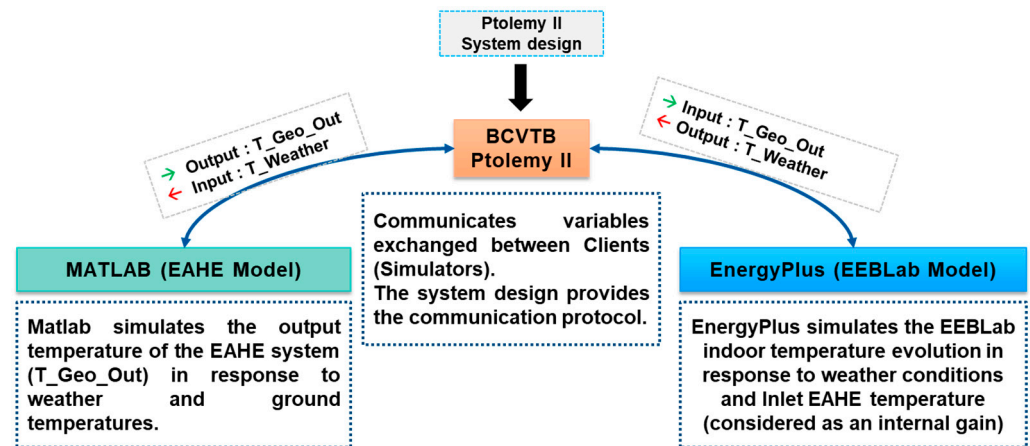 Ptolemy II
System design
→ Output : T_Geo_Out
← Input : T_Weather
BCVTB
Ptolemy II
→ Input : T_Geo_Out
← Output : T_Weather
MATLAB (EAHE Model)
Communicates variables
exchanged between Clients
(Simulators).
The system design provides
the communication protocol.
EnergyPlus (EEBLab Model)
Matlab simulates the output
temperature of the EAHE system
(T_Geo_Out) in response to
weather and ground
temperatures.
EnergyPlus simulates the EEBLab
indoor temperature evolution in
response to weather conditions
and Inlet EAHE temperature
(considered as an internal gain)